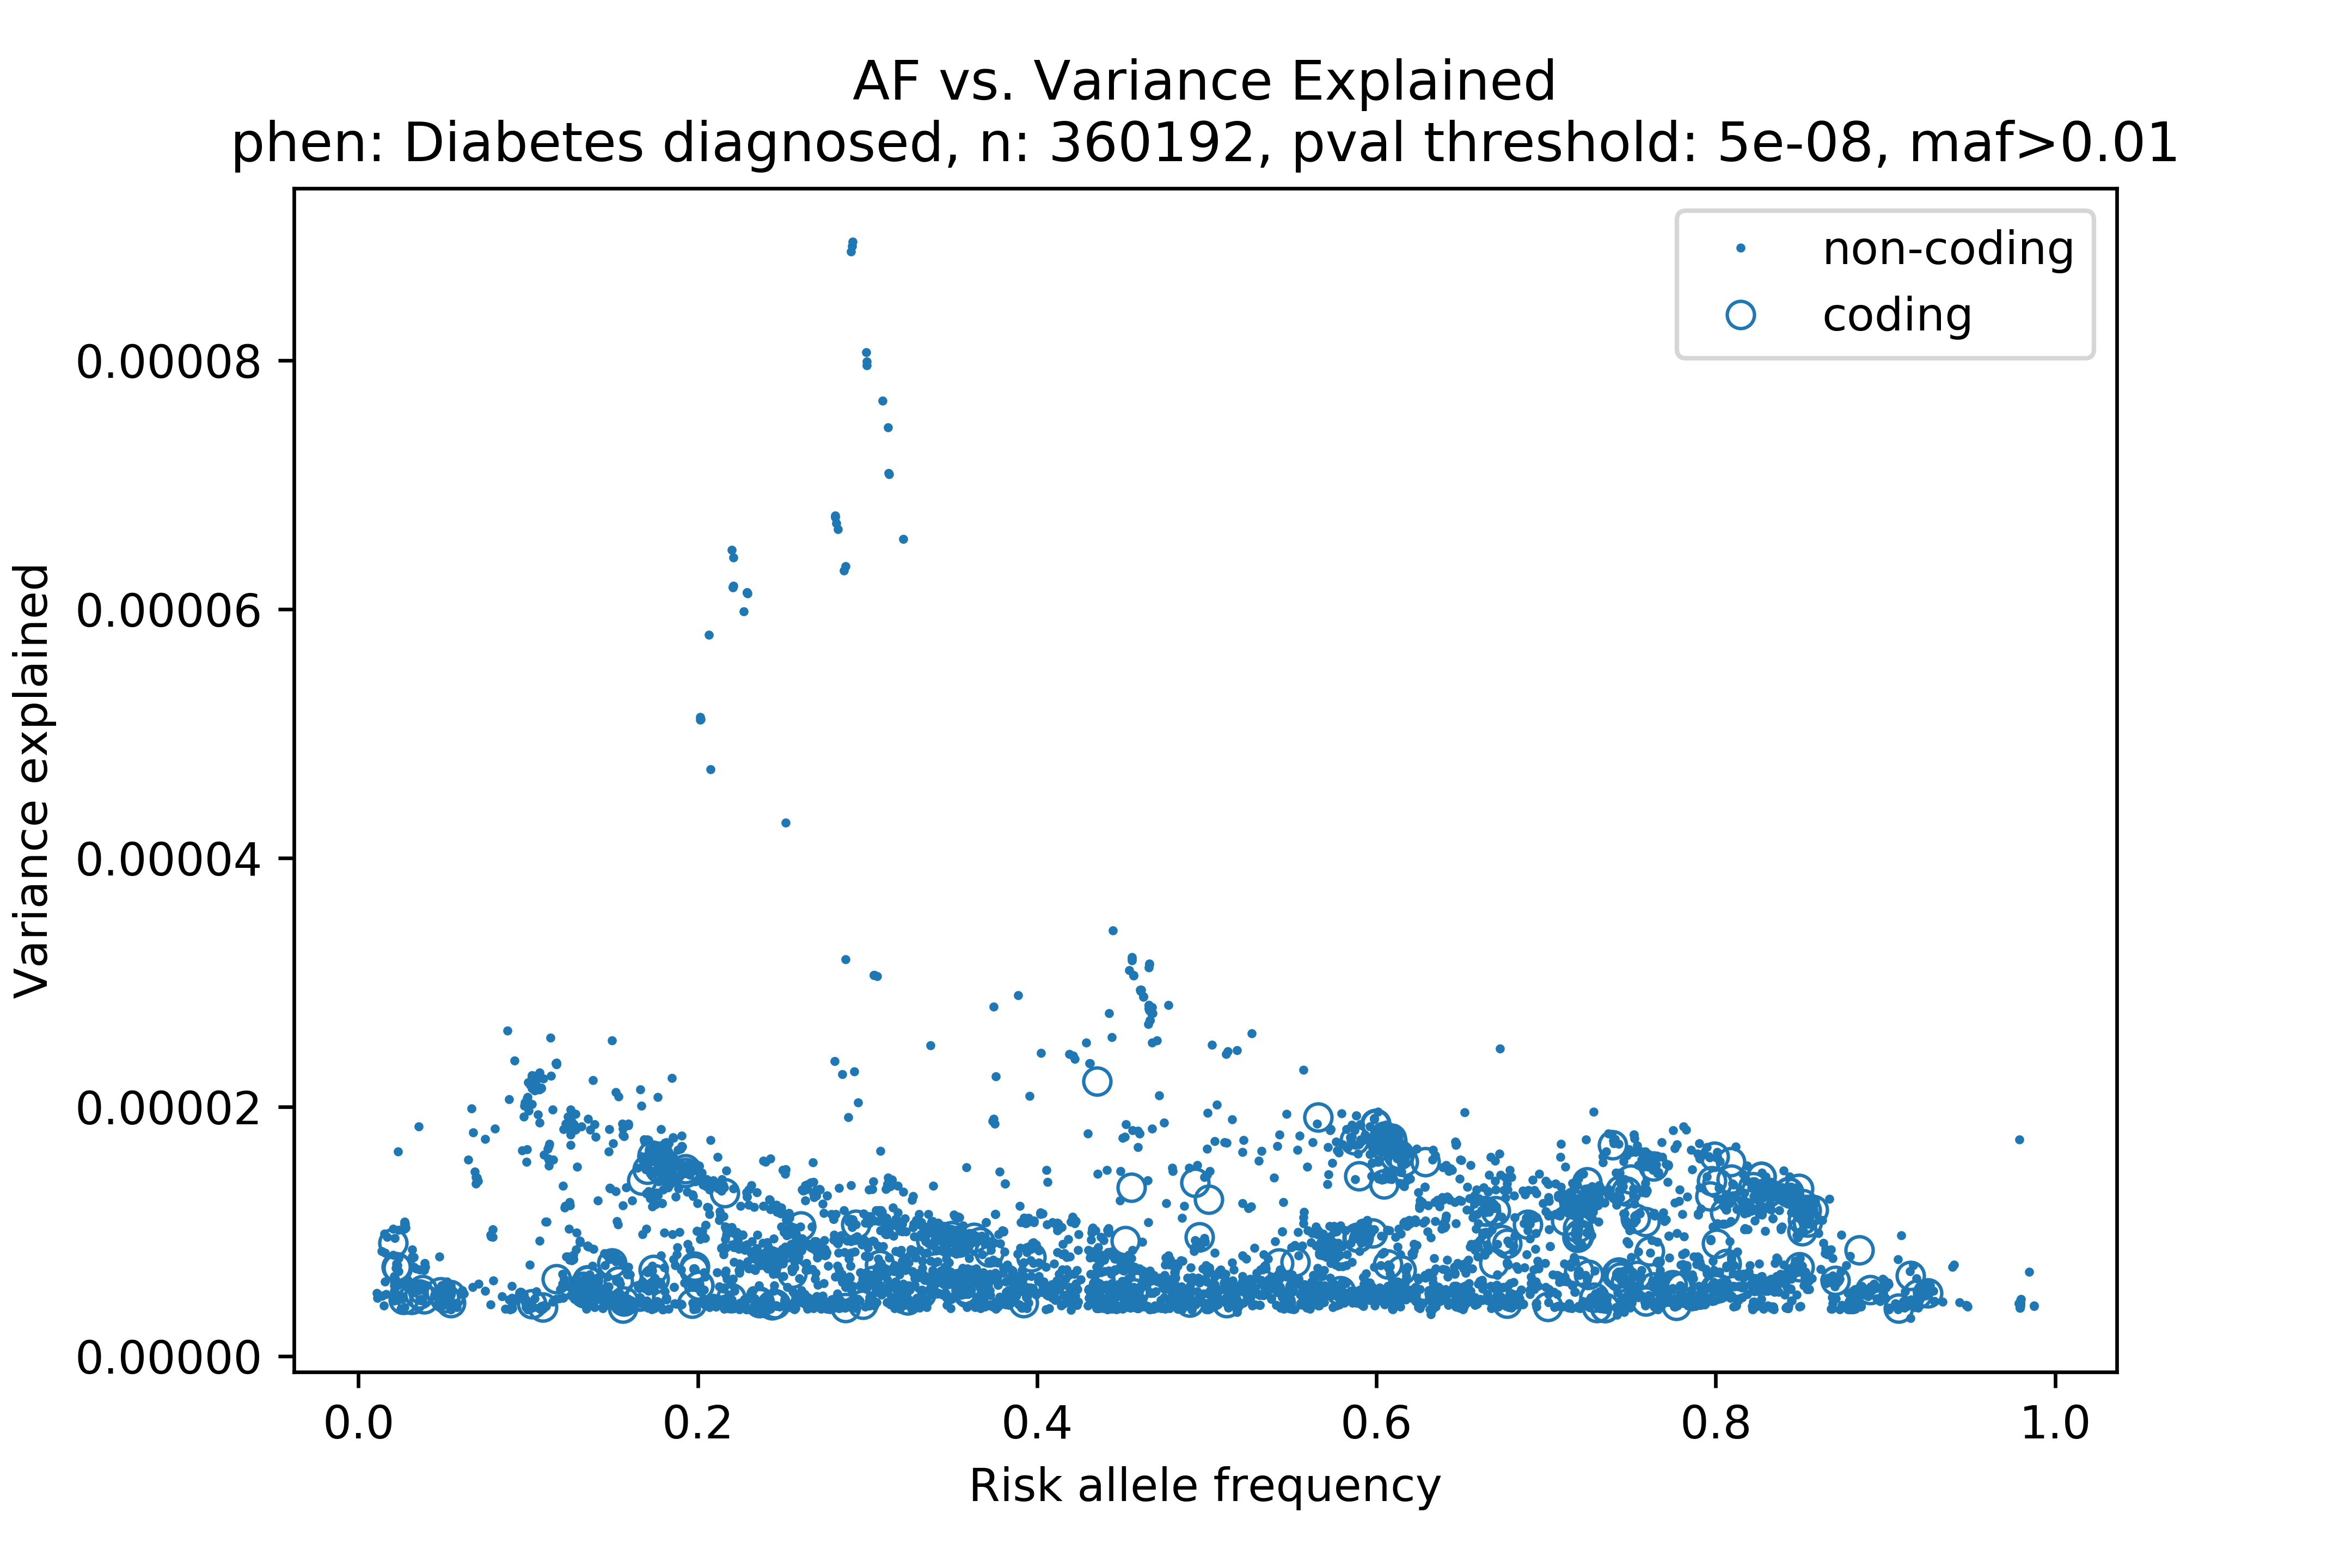 AF vs. Variance Explained
phen: Diabetes diagnosed, n: 360192, pval threshold: 5e-08, maf>0.01
non-coding
coding
0.00008
0.00006
0.00004
0.00002
0.00000
Variance explained
0.0 0.2 0.4 0.6 0.8 1.0
Risk allele frequency